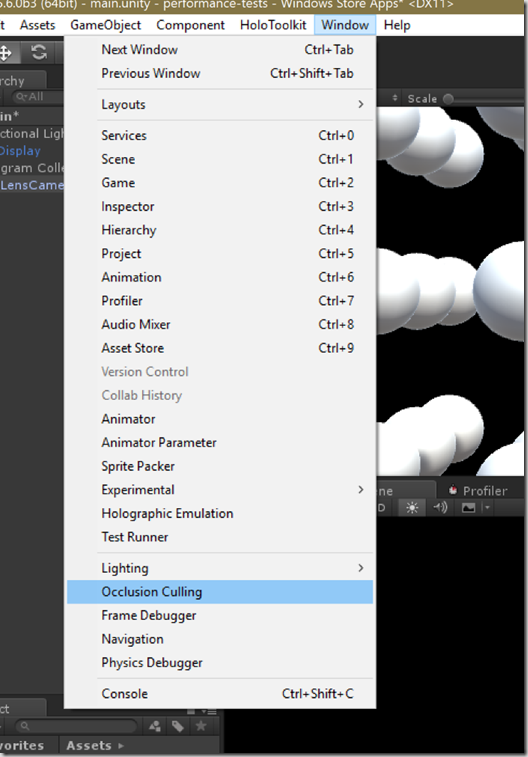 5.6.0b3 (64bit) - main.unity - performance-tests - Windows Store Apps* <DX11>
Assets GameObject Component HoloToolkit Window Help
Next Window Ctrl+Tab
Previous Window Ctrl+Shift+Tab
Layouts
Services Ctrl+0
Scene Ctrl+1
Game Ctrl+2
Inspector Ctrl+3
Hierarchy Ctrl+4
Project Ctrl+5
Animation Ctrl+6
Profiler Ctrl+7
Audio Mixer Ctrl+8
Asset Store Ctrl+9
Version Control
Collab History
Animator
Animator Parameter
Sprite Packer
Experimental
Holographic Emulation
Test Runner
Lighting
Occlusion Culling
Frame Debugger
Navigation
Physics Debugger
Console Ctrl+Shift+C
rchy
All
in*
ctional Ligh
Display
gram Colle
LensCame
Scale
ne Profiler
D
ct
vorites Assets